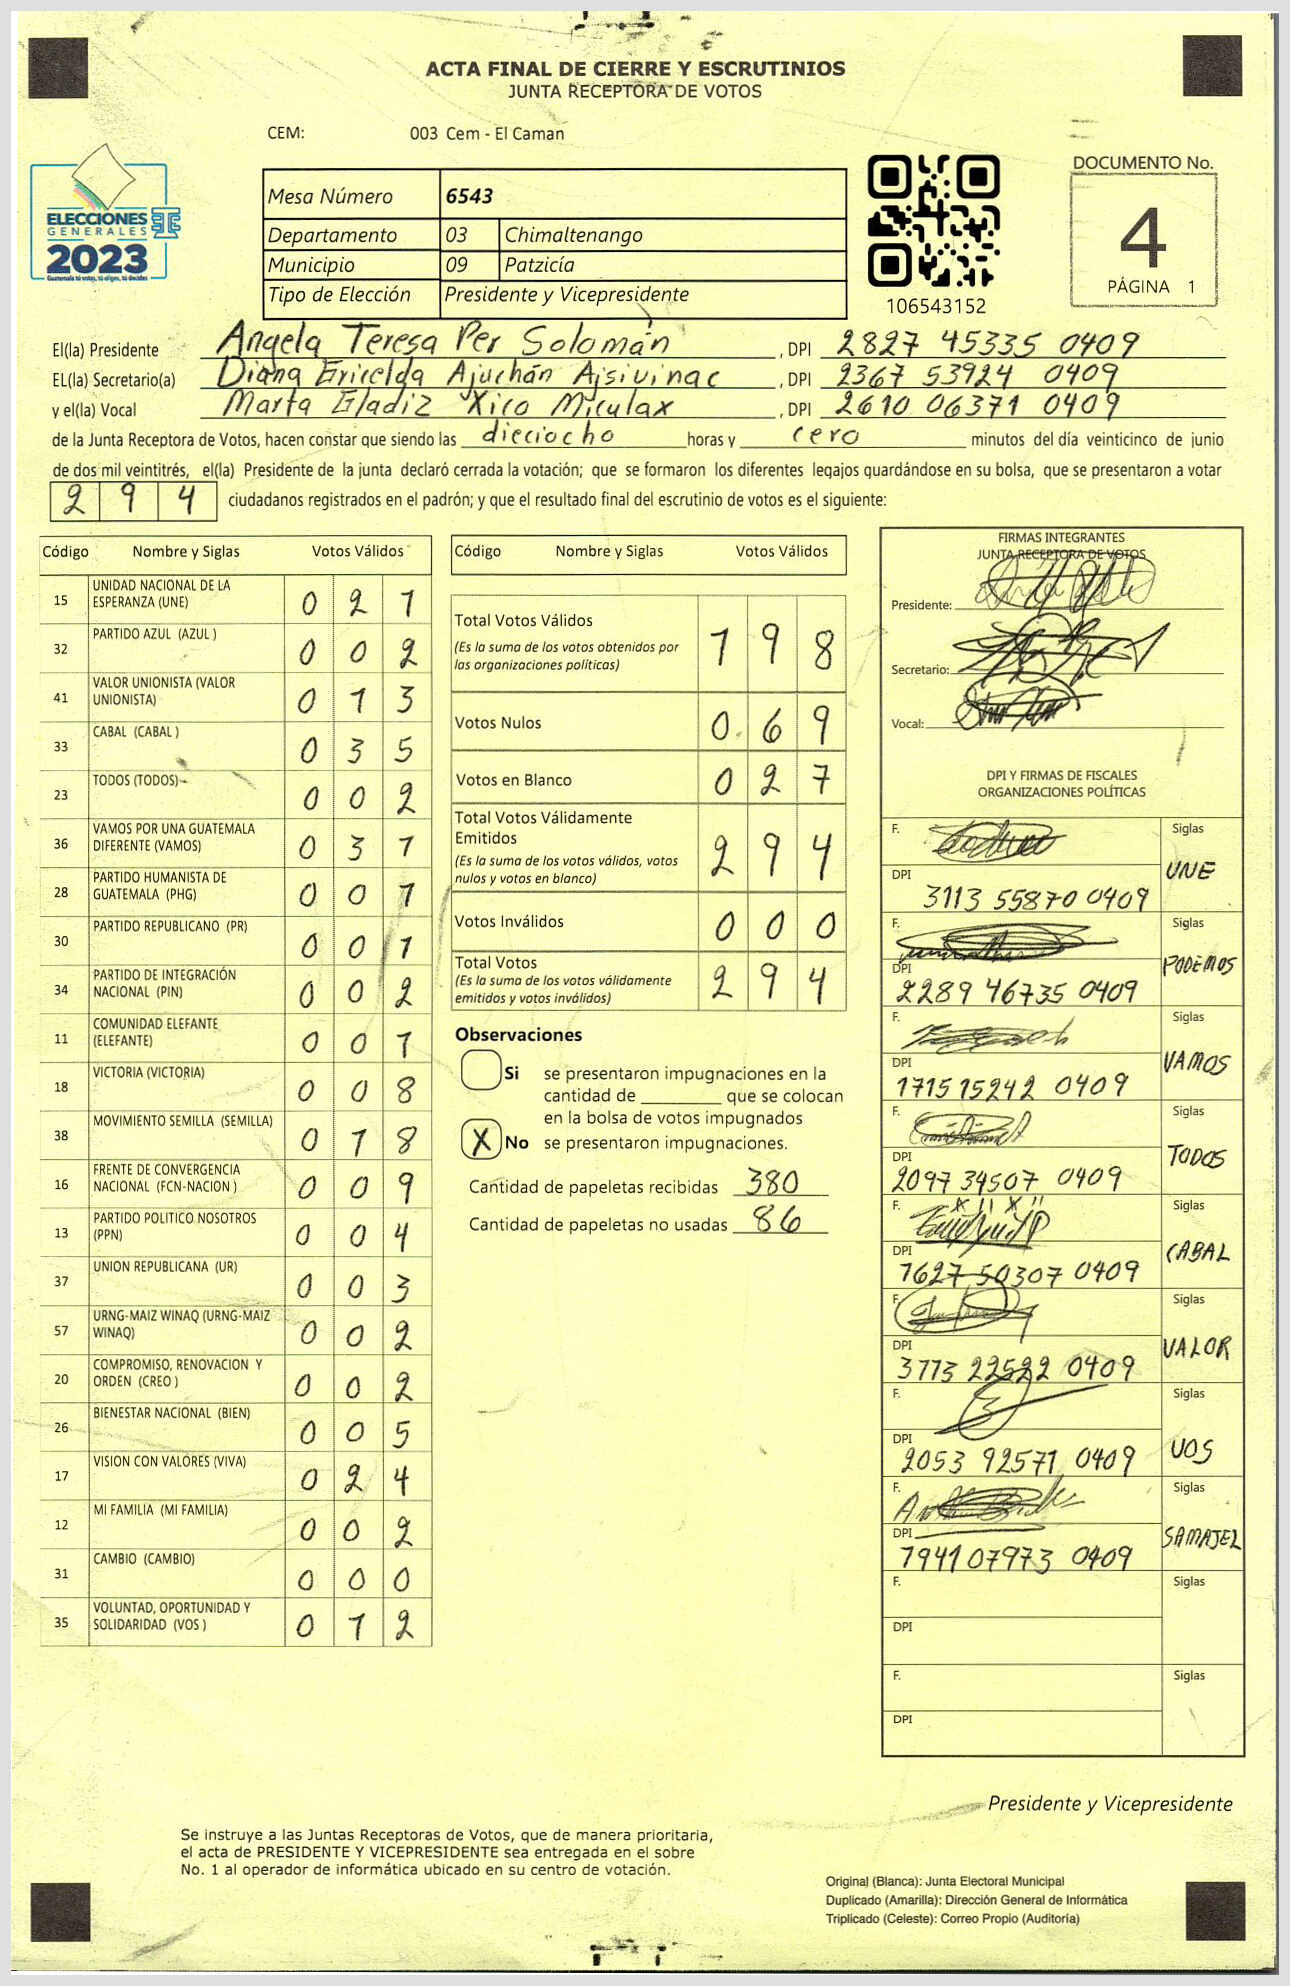 ACTA FINAL DE CIERRE Y ESCRUTINIOS
JUNTA RECEPTORA DE VOTOS
CEM: 003 Cem - El Caman
ELECCIONES
GENERALES
2023
Guatemala tú votas, tú eliges, tú decides
Mesa Número 6543
Departamento 03 Chimaltenango
Municipio 09 Patzicía
Tipo de Elección Presidente y Vicepresidente
106543152
DOCUMENTO No.
4
PÁGINA 1
El(la) Presidente Angela Teresa Per Solomán , DPI 2827 45335 0409
EL(la) Secretario(a) Diana Griselda Ajuchán Ajsivinac , DPI 2367 53924 0409
y el(la) Vocal Marta Gladiz Xico Miculax , DPI 2610 06371 0409
de la Junta Receptora de Votos, hacen constar que siendo las dieciocho horas y cero minutos del día veinticinco de junio
de dos mil veintitrés, el(la) Presidente de la junta declaró cerrada la votación; que se formaron los diferentes legajos guardándose en su bolsa, que se presentaron a votar
294 ciudadanos registrados en el padrón; y que el resultado final del escrutinio de votos es el siguiente:
Código Nombre y Siglas Votos Válidos
15 UNIDAD NACIONAL DE LA ESPERANZA (UNE) 0 2 1
32 PARTIDO AZUL (AZUL ) 0 0 2
41 VALOR UNIONISTA (VALOR UNIONISTA) 0 1 3
33 CABAL (CABAL ) 0 3 5
23 TODOS (TODOS) 0 0 2
36 VAMOS POR UNA GUATEMALA DIFERENTE (VAMOS) 0 3 1
28 PARTIDO HUMANISTA DE GUATEMALA (PHG) 0 0 1
30 PARTIDO REPUBLICANO (PR) 0 0 1
34 PARTIDO DE INTEGRACIÓN NACIONAL (PIN) 0 0 2
11 COMUNIDAD ELEFANTE (ELEFANTE) 0 0 1
18 VICTORIA (VICTORIA) 0 0 8
38 MOVIMIENTO SEMILLA (SEMILLA) 0 1 8
16 FRENTE DE CONVERGENCIA NACIONAL (FCN-NACION ) 0 0 9
13 PARTIDO POLITICO NOSOTROS (PPN) 0 0 4
37 UNION REPUBLICANA (UR) 0 0 3
57 URNG-MAIZ WINAQ (URNG-MAIZ WINAQ) 0 0 2
20 COMPROMISO, RENOVACION Y ORDEN (CREO ) 0 0 2
26 BIENESTAR NACIONAL (BIEN) 0 0 5
17 VISION CON VALORES (VIVA) 0 2 4
12 MI FAMILIA (MI FAMILIA) 0 0 2
31 CAMBIO (CAMBIO) 0 0 0
35 VOLUNTAD, OPORTUNIDAD Y SOLIDARIDAD (VOS ) 0 1 2
Código Nombre y Siglas Votos Válidos
Total Votos Válidos 1 9 8
(Es la suma de los votos obtenidos por
las organizaciones políticas)
Votos Nulos 0 6 9
Votos en Blanco 0 2 7
Total Votos Válidamente
Emitidos 2 9 4
(Es la suma de los votos válidos, votos
nulos y votos en blanco)
Votos Inválidos 0 0 0
Total Votos 2 9 4
(Es la suma de los votos válidamente
emitidos y votos inválidos)
Observaciones
Si se presentaron impugnaciones en la
cantidad de ________ que se colocan
en la bolsa de votos impugnados
X No se presentaron impugnaciones.
Cantidad de papeletas recibidas 380
Cantidad de papeletas no usadas 86
FIRMAS INTEGRANTES
JUNTA RECEPTORA DE VOTOS
Presidente:
Secretario:
Vocal:
DPI Y FIRMAS DE FISCALES
ORGANIZACIONES POLÍTICAS
F. Siglas
DPI 3113 55870 0409 UNE
F. Siglas
DPI 2289 46735 0409 PODEMOS
F. Siglas
DPI 1715 15242 0409 VAMOS
F. Siglas
DPI 2097 34507 0409 TODOS
F. Siglas
DPI 1627 50307 0409 CABAL
F. Siglas
DPI 3113 22522 0409 VALOR
F. Siglas
DPI 2053 92571 0409 VOS
F. Siglas
DPI 1941 07973 0409 SAMAJEL
F. Siglas
DPI
F. Siglas
DPI
Presidente y Vicepresidente
Se instruye a las Juntas Receptoras de Votos, que de manera prioritaria,
el acta de PRESIDENTE Y VICEPRESIDENTE sea entregada en el sobre
No. 1 al operador de informática ubicado en su centro de votación.
Original (Blanca): Junta Electoral Municipal
Duplicado (Amarilla): Dirección General de Informática
Triplicado (Celeste): Correo Propio (Auditoría)